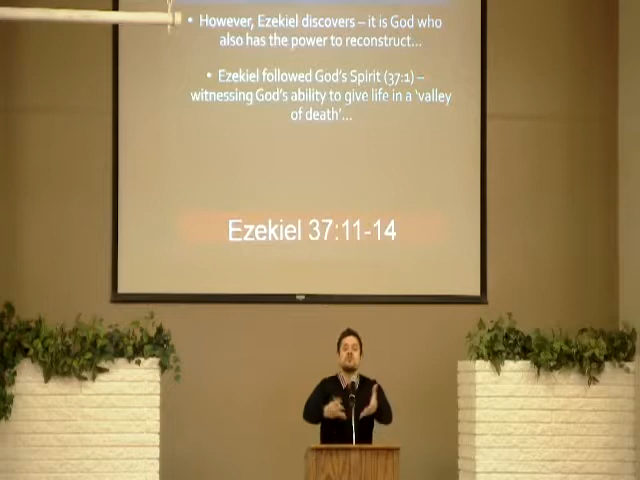 • However, Ezekiel discovers – it is God who
also has the power to reconstruct...
• Ezekiel followed God's Spirit (37:1) –
witnessing God's ability to give life in a 'valley
of death'...
Ezekiel 37:11-14